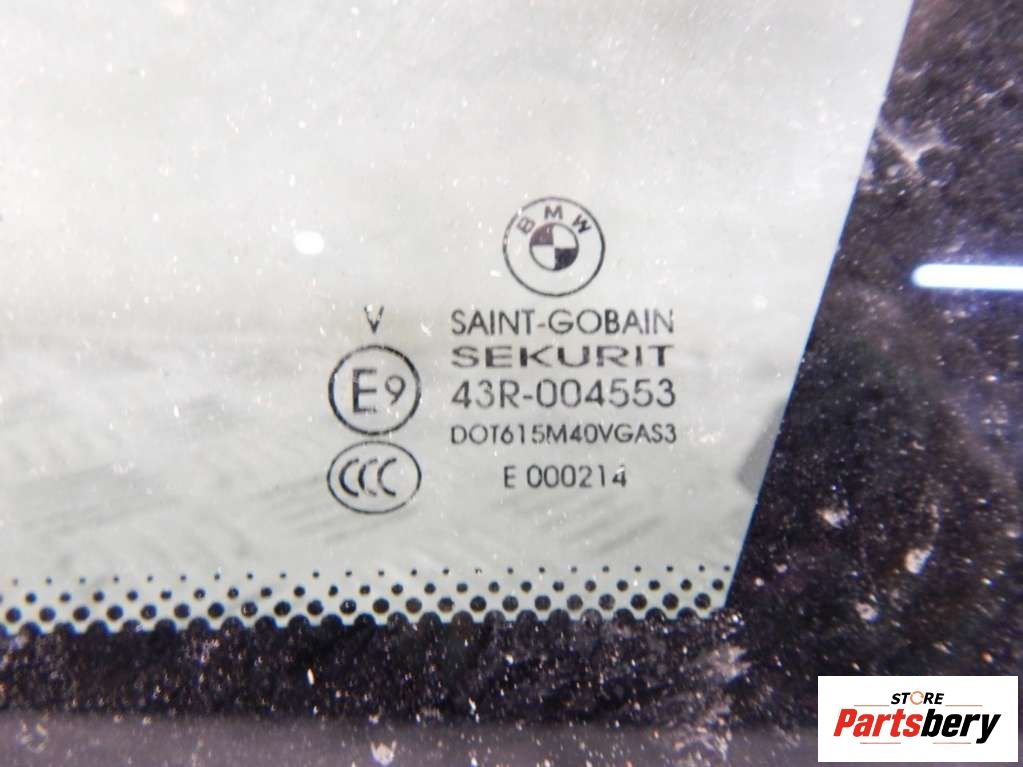 BMW
V
SAINT-GOBAIN
SEKURIT
E9
43R-004553
DOT615M40VGAS3
CCC
E 000214
STORE
Partsbery